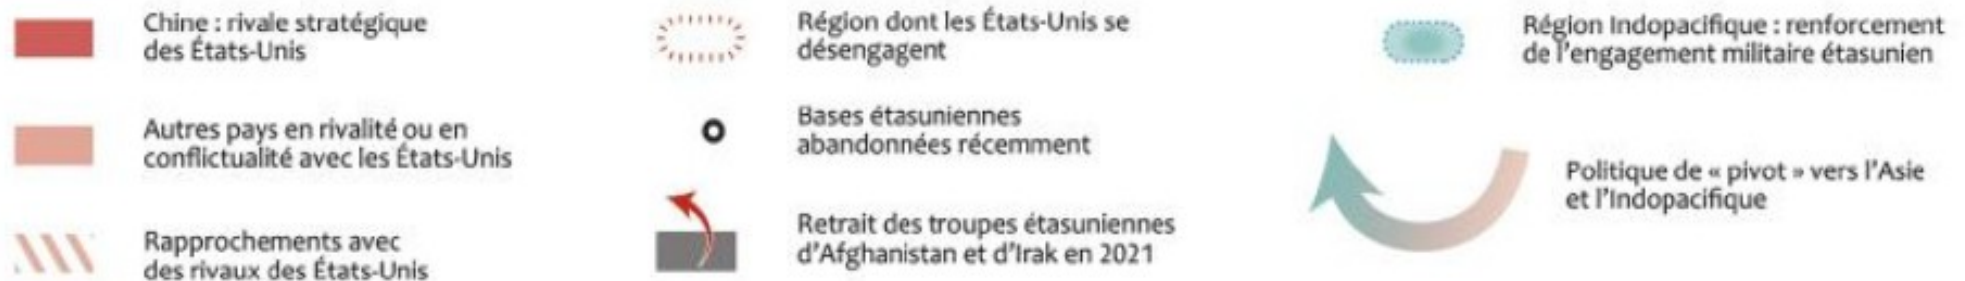 Chine : rivale stratégique
des États-Unis
Autres pays en rivalité ou en
conflictualité avec les États-Unis
Rapprochements avec
des rivaux des États-Unis
Région dont les États-Unis se
désengagent
Bases étasuniennes
abandonnées récemment
Retrait des troupes étasuniennes
d'Afghanistan et d'Irak en 2021
Région Indopacifique : renforcement
de l'engagement militaire étasunien
Politique de « pivot » vers l'Asie
et l'Indopacifique